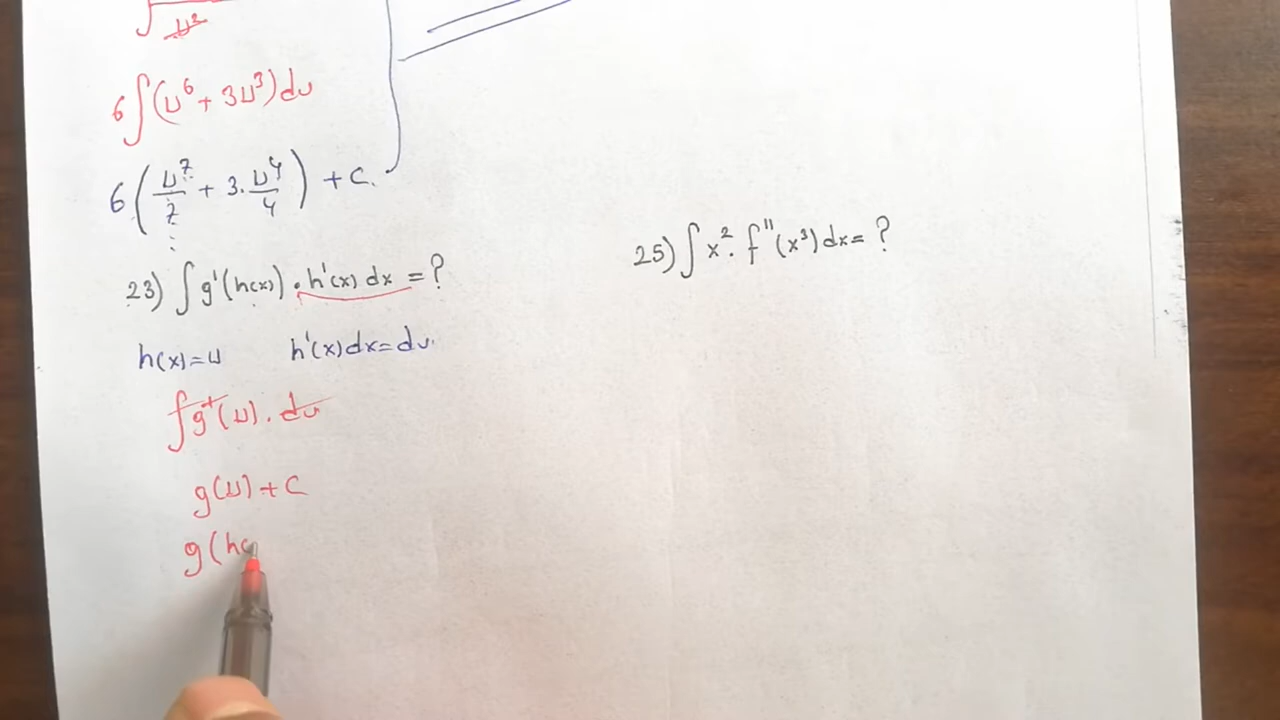 u²
6∫(u⁶ + 3u³)du
6(u⁷/7 + 3.u⁴/4) + c.
23) ∫g'(h(x)) . h'(x) dx = ?
h(x)=u h'(x)dx=du.
∫g'(u). du
g(u)+c
g(h(
25) ∫x². f''(x³)dx= ?